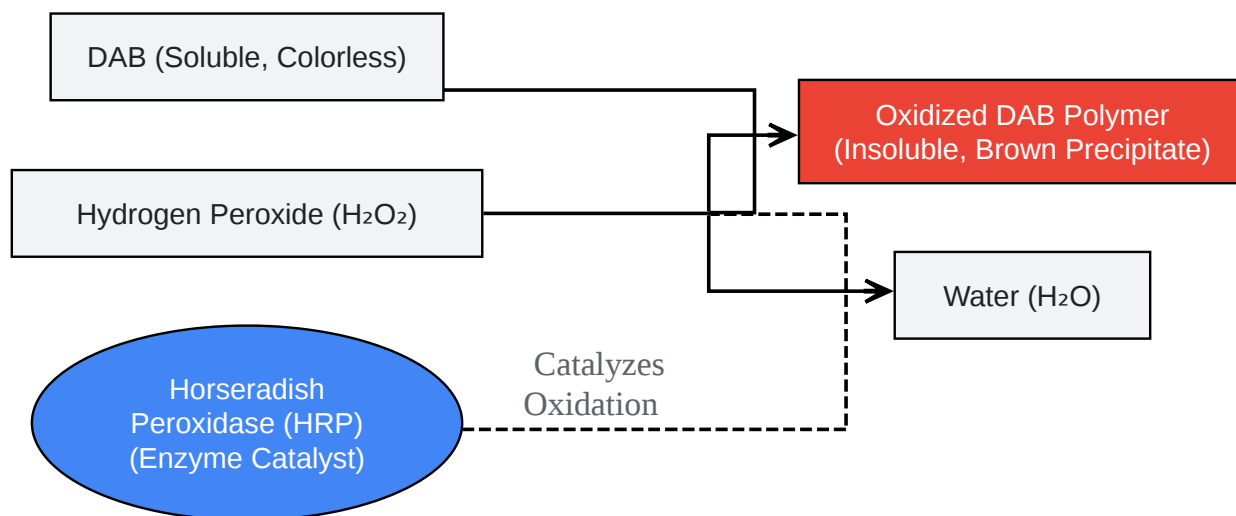 DAB (Soluble, Colorless)
Oxidized DAB Polymer
(Insoluble, Brown Precipitate)
Hydrogen Peroxide (H₂O₂)
Water (H₂O)
Catalyzes
Oxidation
Horseradish
Peroxidase (HRP)
(Enzyme Catalyst)